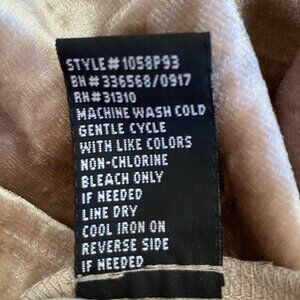 STYLE#1058P93
BH#336568/0917
RN#31310
MACHINE WASH COLD
GENTLE CYCLE
WITH LIKE COLORS
NON-CHLORINE
BLEACH ONLY
IF NEEDED
LINE DRY
COOL IRON ON
REVERSE SIDE
IF NEEDED